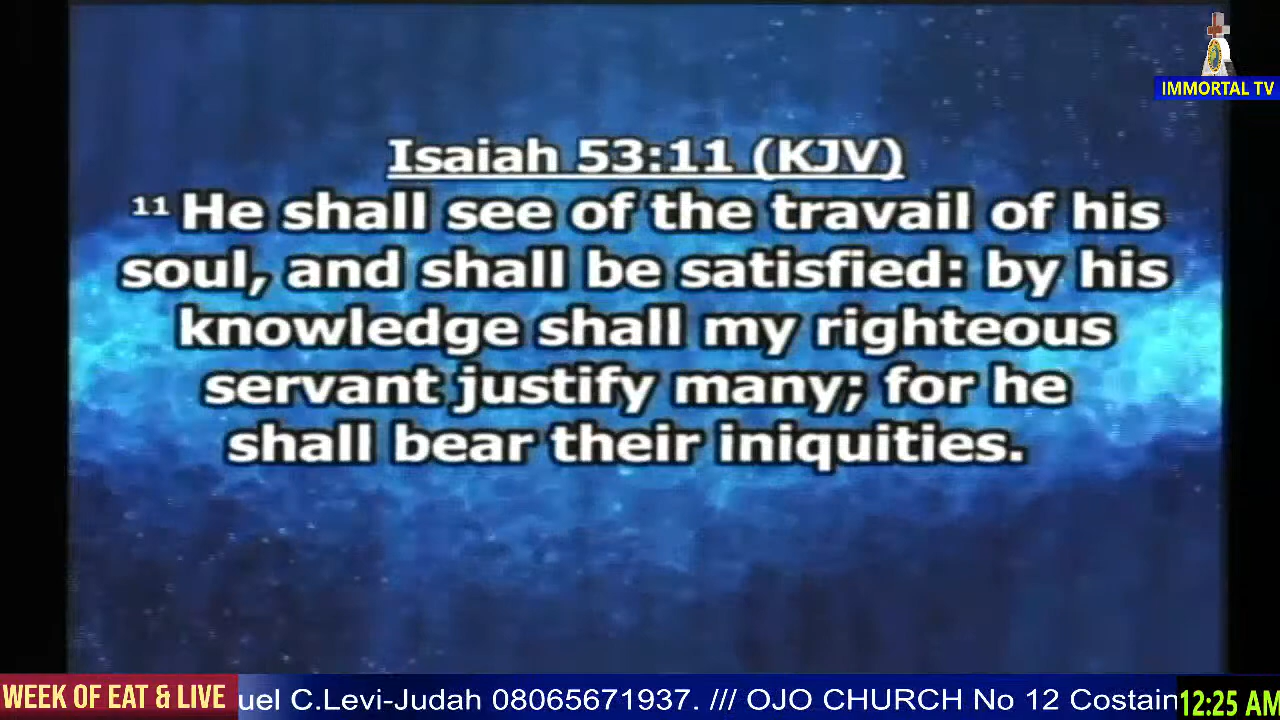 IMMORTAL TV
Isaiah 53:11 (KJV)
11 He shall see of the travail of his
soul, and shall be satisfied: by his
knowledge shall my righteous
servant justify many; for he
shall bear their iniquities.
WEEK OF EAT & LIVE
uel C.Levi-Judah 08065671937. /// OJO CHURCH No 12 Costain
12:25 AM